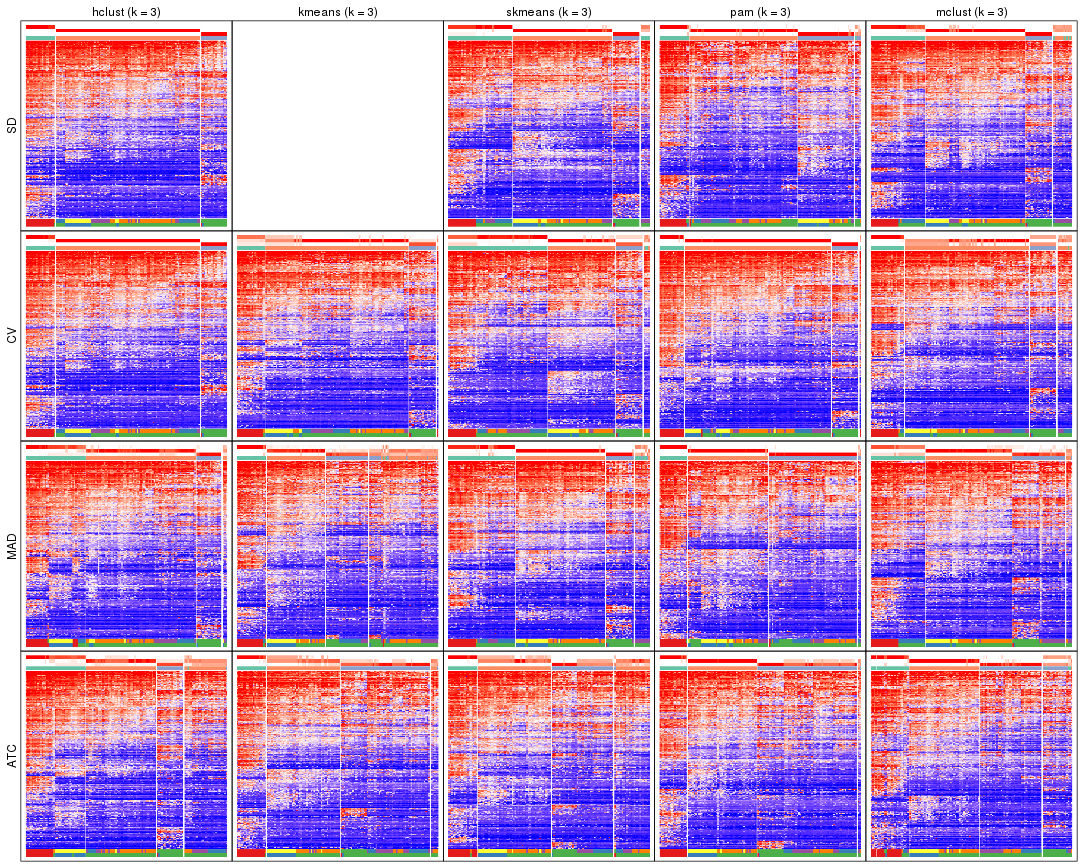 hclust (k = 3)
kmeans (k = 3)
skmeans (k = 3)
pam (k = 3)
mclust (k = 3)
SD
CV
MAD
ATC